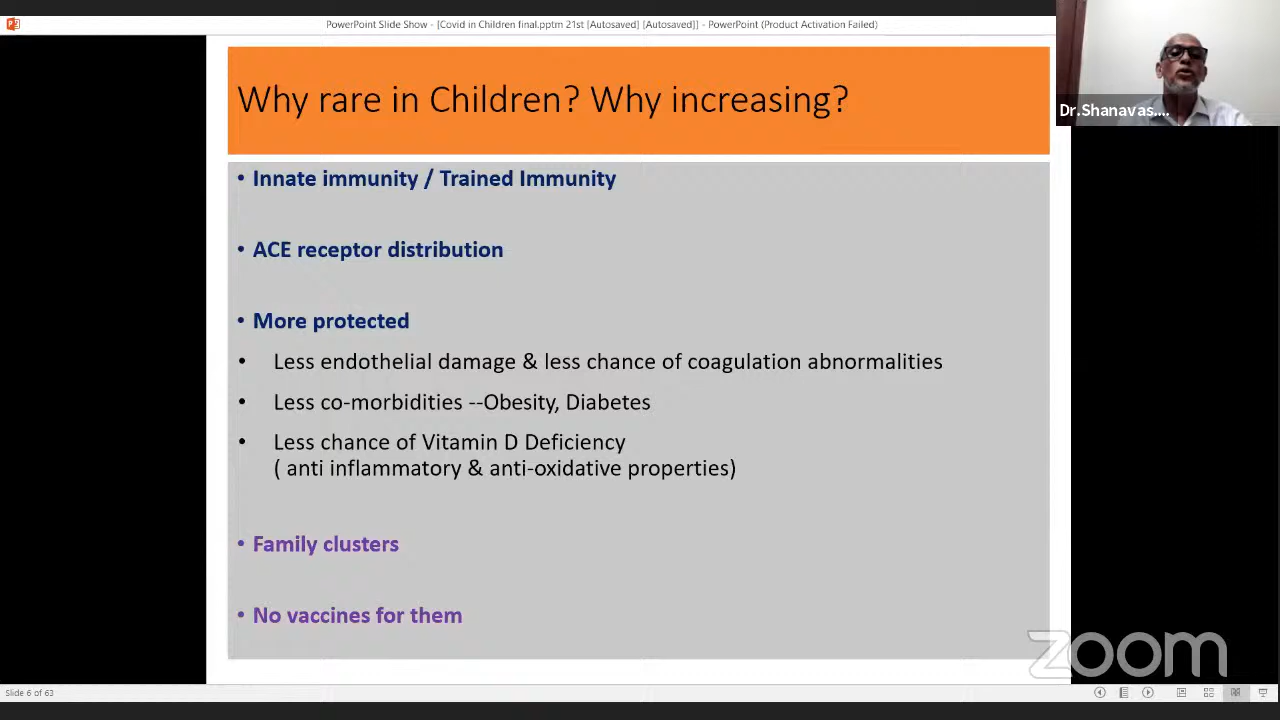 PowerPoint Slide Show - [Covid in Children final.pptm 21st [Autosaved] [Autosaved]] - PowerPoint (Product Activation Failed)
Why rare in Children? Why increasing?
Dr.Shanavas....
• Innate immunity / Trained Immunity
• ACE receptor distribution
• More protected
• Less endothelial damage & less chance of coagulation abnormalities
• Less co-morbidities --Obesity, Diabetes
• Less chance of Vitamin D Deficiency
( anti inflammatory & anti-oxidative properties)
• Family clusters
• No vaccines for them
zoom
Slide 6 of 63